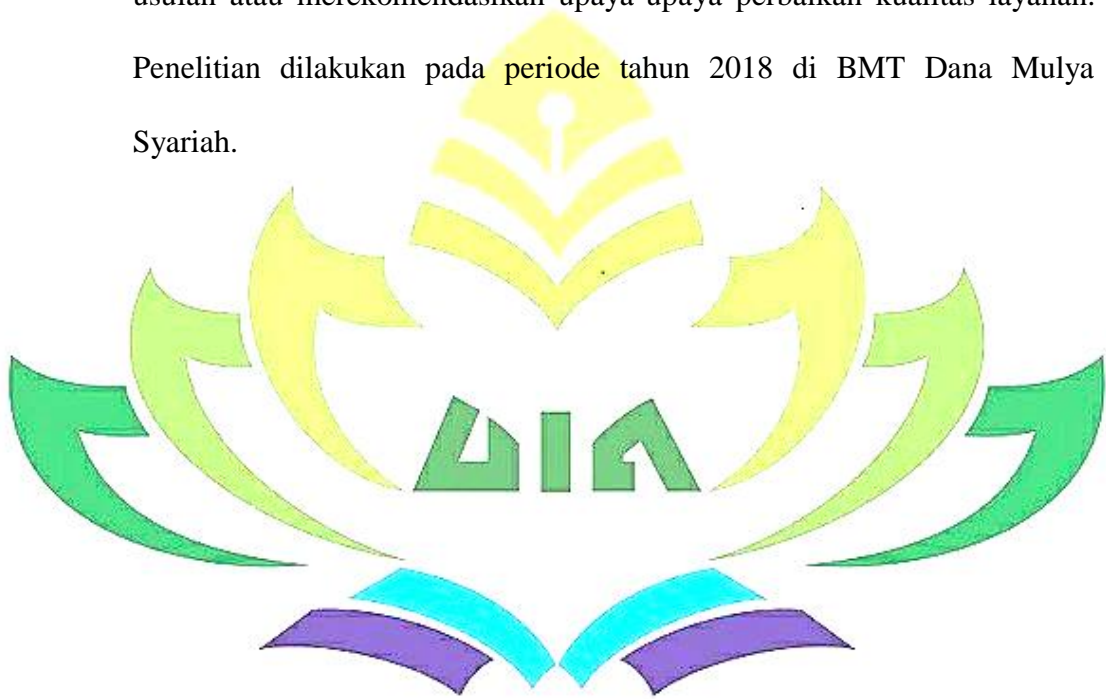 usulan atau merekomendasikan upaya-upaya perbaikan kualitas layanan.
Penelitian dilakukan pada periode tahun 2018 di BMT Dana Mulya
Syariah.
UIN